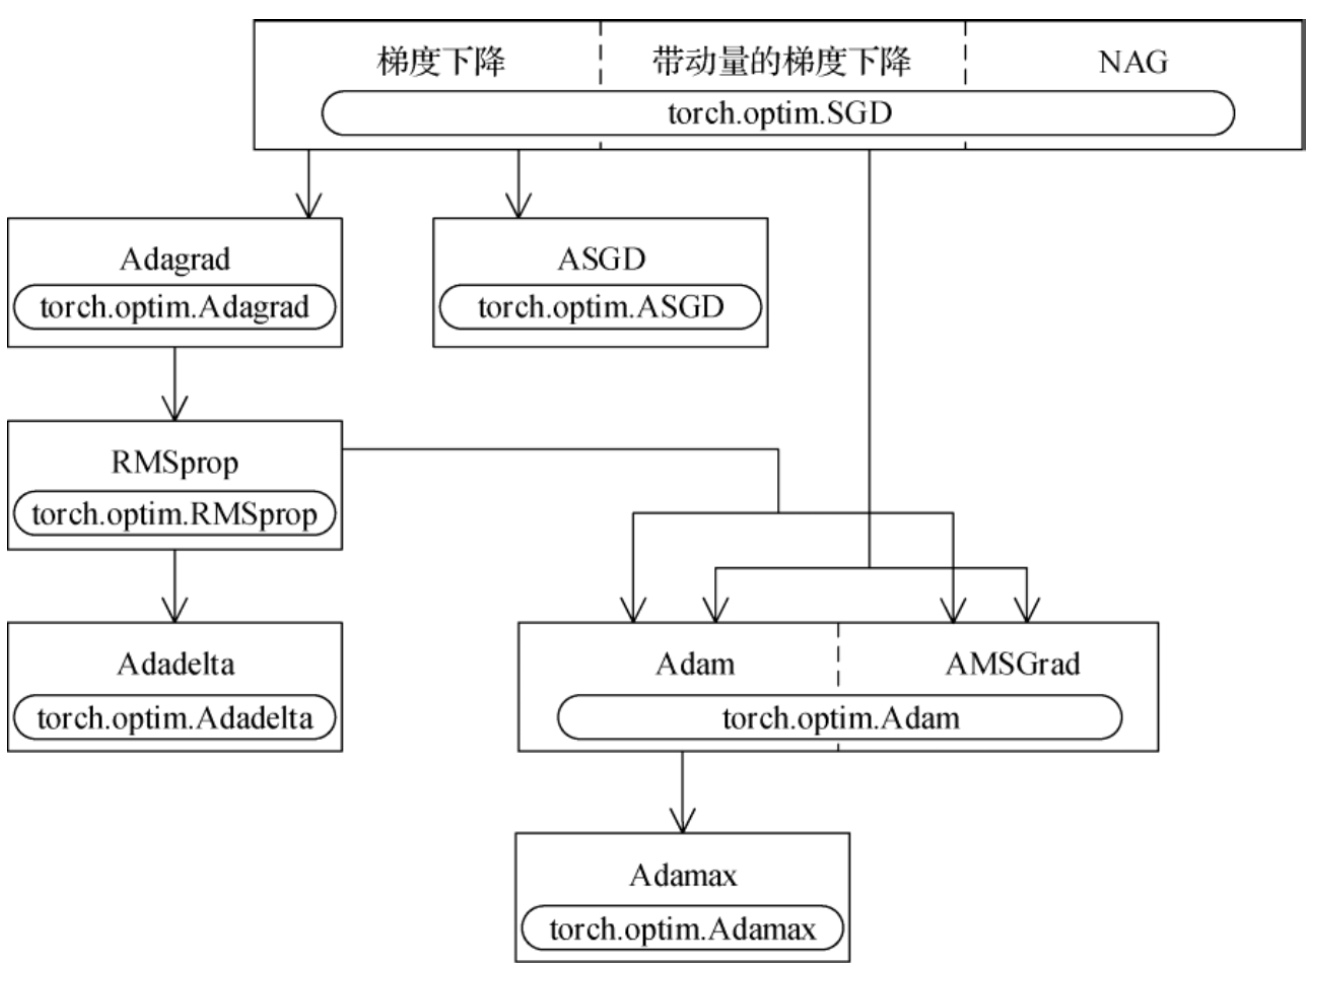 梯度下降
带动量的梯度下降
NAG
torch.optim.SGD
Adagrad
torch.optim.Adagrad
ASGD
torch.optim.ASGD
RMSprop
torch.optim.RMSprop
Adadelta
torch.optim.Adadelta
Adam
AMSGrad
torch.optim.Adam
Adamax
torch.optim.Adamax